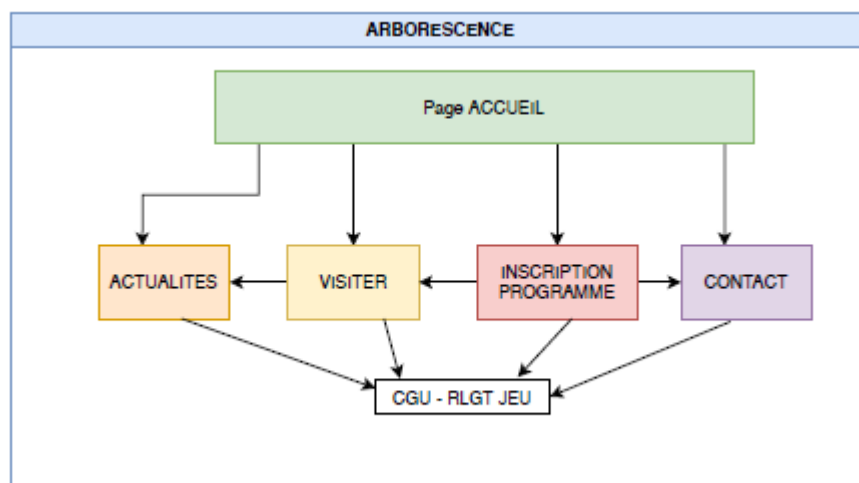 ARBORESCENCE
Page ACCUEIL
ACTUALITES
VISITER
INSCRIPTION
PROGRAMME
CONTACT
CGU - RLGT JEU